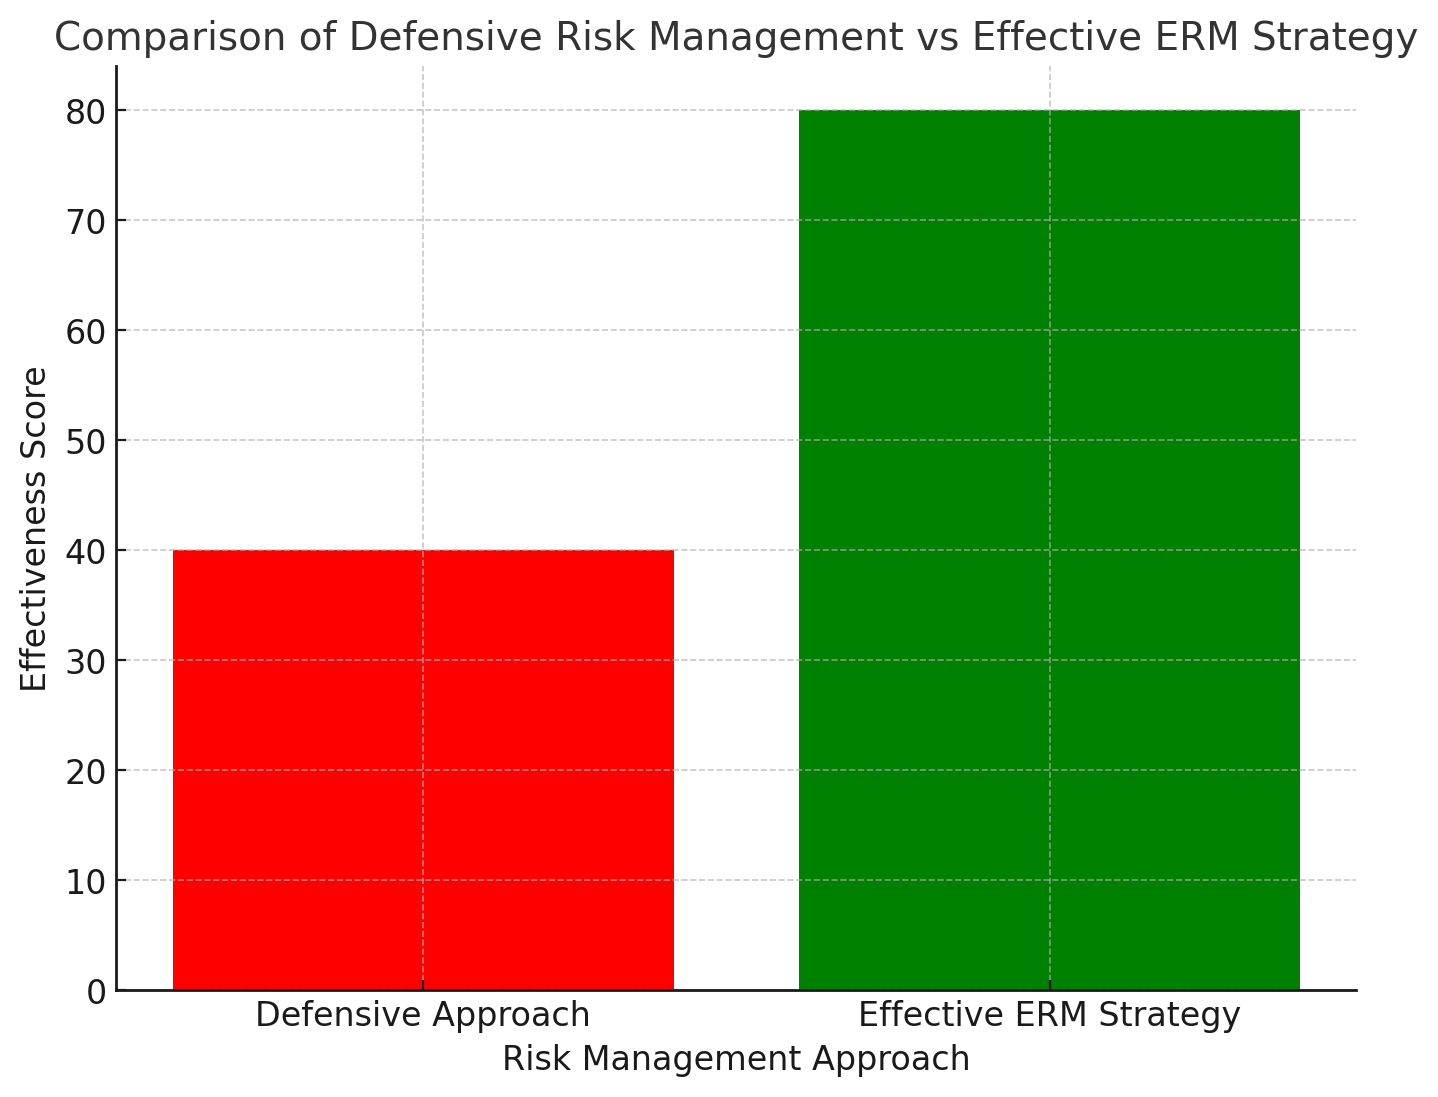 Comparison of Defensive Risk Management vs Effective ERM Strategy
80
70
60
50
40
30
20
10
0
Effectiveness Score
Defensive Approach
Effective ERM Strategy
Risk Management Approach